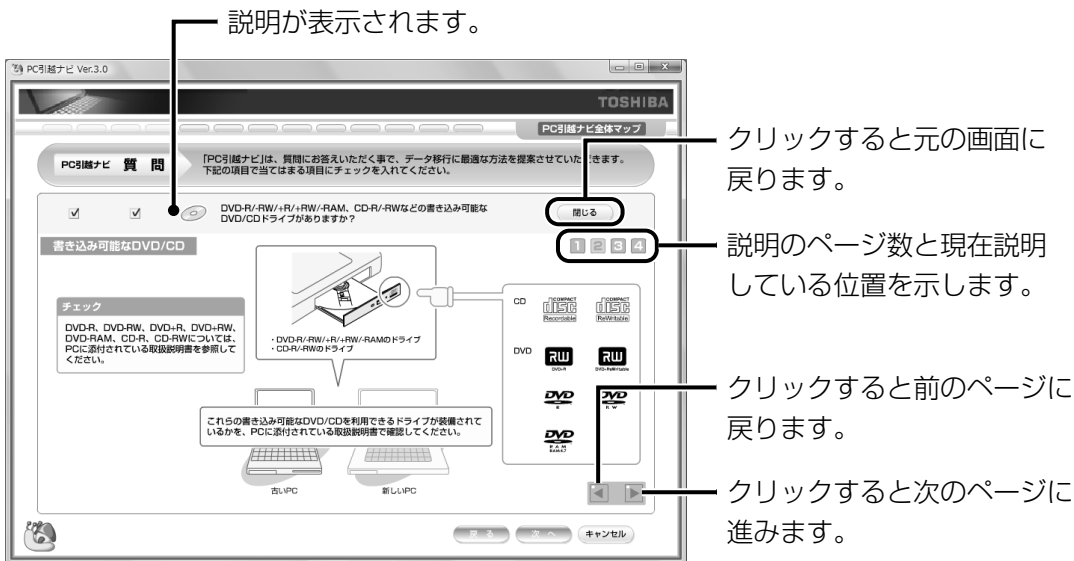 説明が表示されます。
PC引越ナビ Ver.3.0
TOSHIBA
PC引越ナビ全体マップ
クリックすると元の画面に
戻ります。
PC引越ナビ 質 問
「PC引越ナビ」は、質問にお答えいただく事で、データ移行に最適な方法を提案させていただきます。
下記の項目で当てはまる項目にチェックを入れてください。
DVD-R/-RW/+R/+RW/-RAM、CD-R/-RWなどの書き込み可能な
DVD/CDドライブがありますか？
閉じる
書き込み可能なDVD/CD
1 2 3 4
説明のページ数と現在説明
している位置を示します。
チェック
DVD-R、DVD-RW、DVD+R、DVD+RW、
DVD-RAM、CD-R、CD-RWについては、
PCに添付されている取扱説明書を参照して
ください。
・DVD-R/-RW/+R/+RW/-RAMのドライブ
・CD-R/-RWのドライブ
CD
COMPACT
disc
Recordable
COMPACT
disc
ReWritable
DVD
RW
DVD+R
RW
DVD+ReWritable
DVD
R
DVD
R W
DVD
R A M
RAM4.7
クリックすると前のページに
戻ります。
これらの書き込み可能なDVD/CDを利用できるドライブが装備されて
いるかを、PCに添付されている取扱説明書で確認してください。
古いPC
新しいPC
クリックすると次のページに
進みます。
戻 る
次 へ
キャンセル